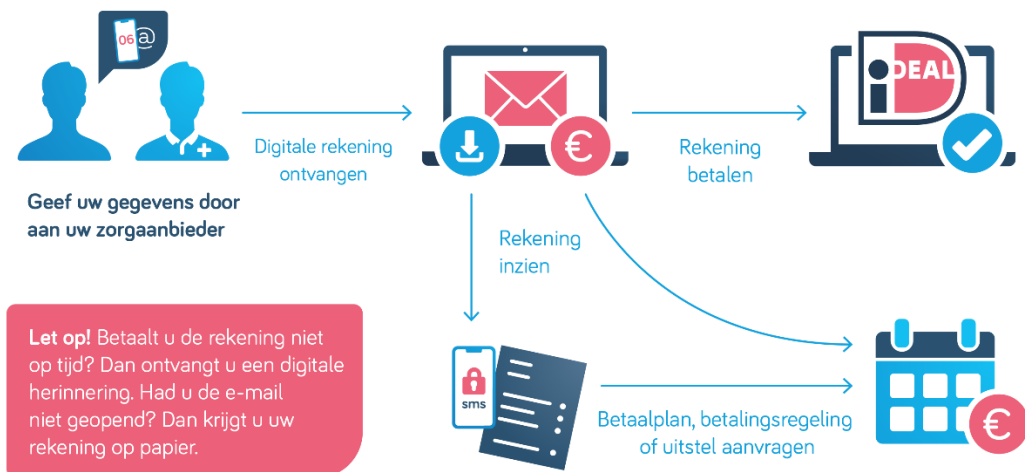 06@
iDEAL
€
Digitale rekening
ontvangen
Rekening
betalen
Geef uw gegevens door
aan uw zorgaanbieder
Rekening
inzien
Let op! Betaalt u de rekening niet
op tijd? Dan ontvangt u een digitale
herinnering. Had u de e-mail
niet geopend? Dan krijgt u uw
rekening op papier.
sms
Betaalplan, betalingsregeling
of uitstel aanvragen
€